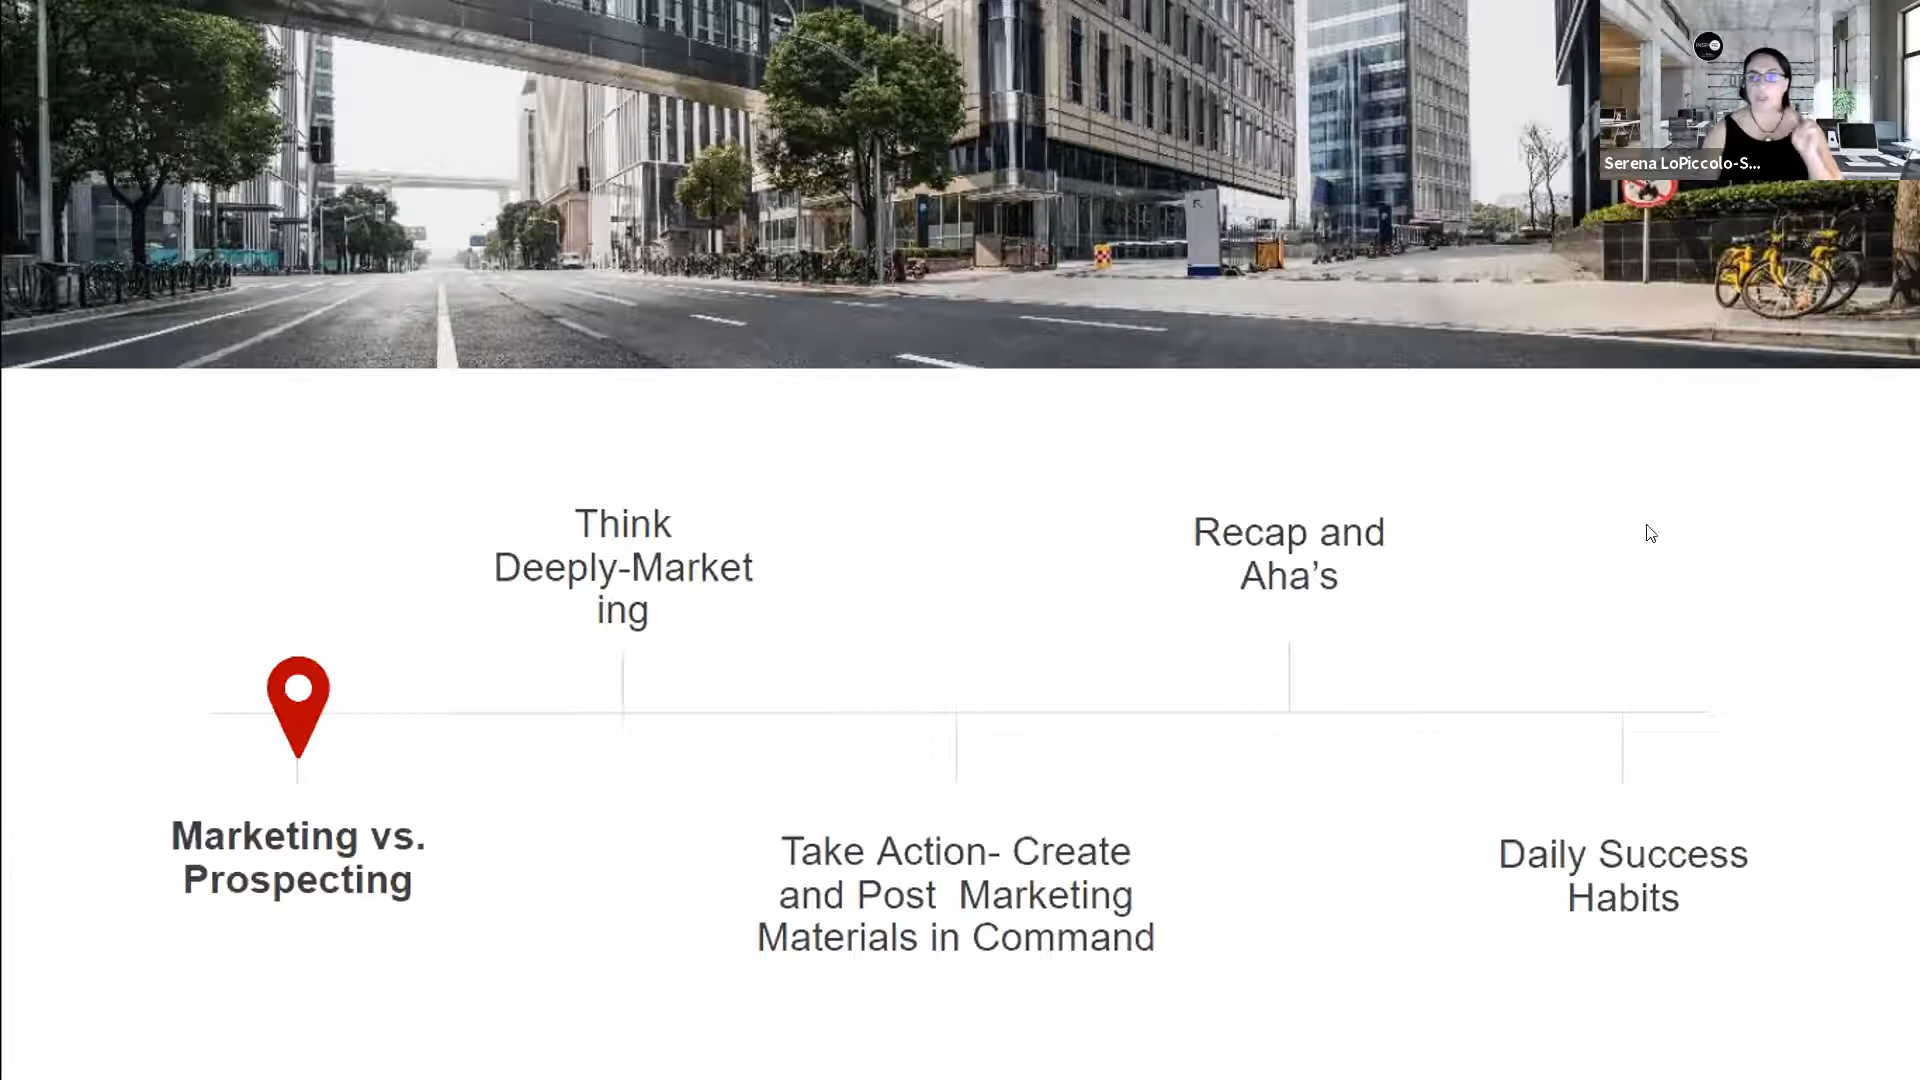 INSPIRE
Serena LoPiccolo-S...
Think
Deeply-Market
ing
Recap and
Aha’s
Marketing vs.
Prospecting
Take Action- Create
and Post  Marketing
Materials in Command
Daily Success
Habits